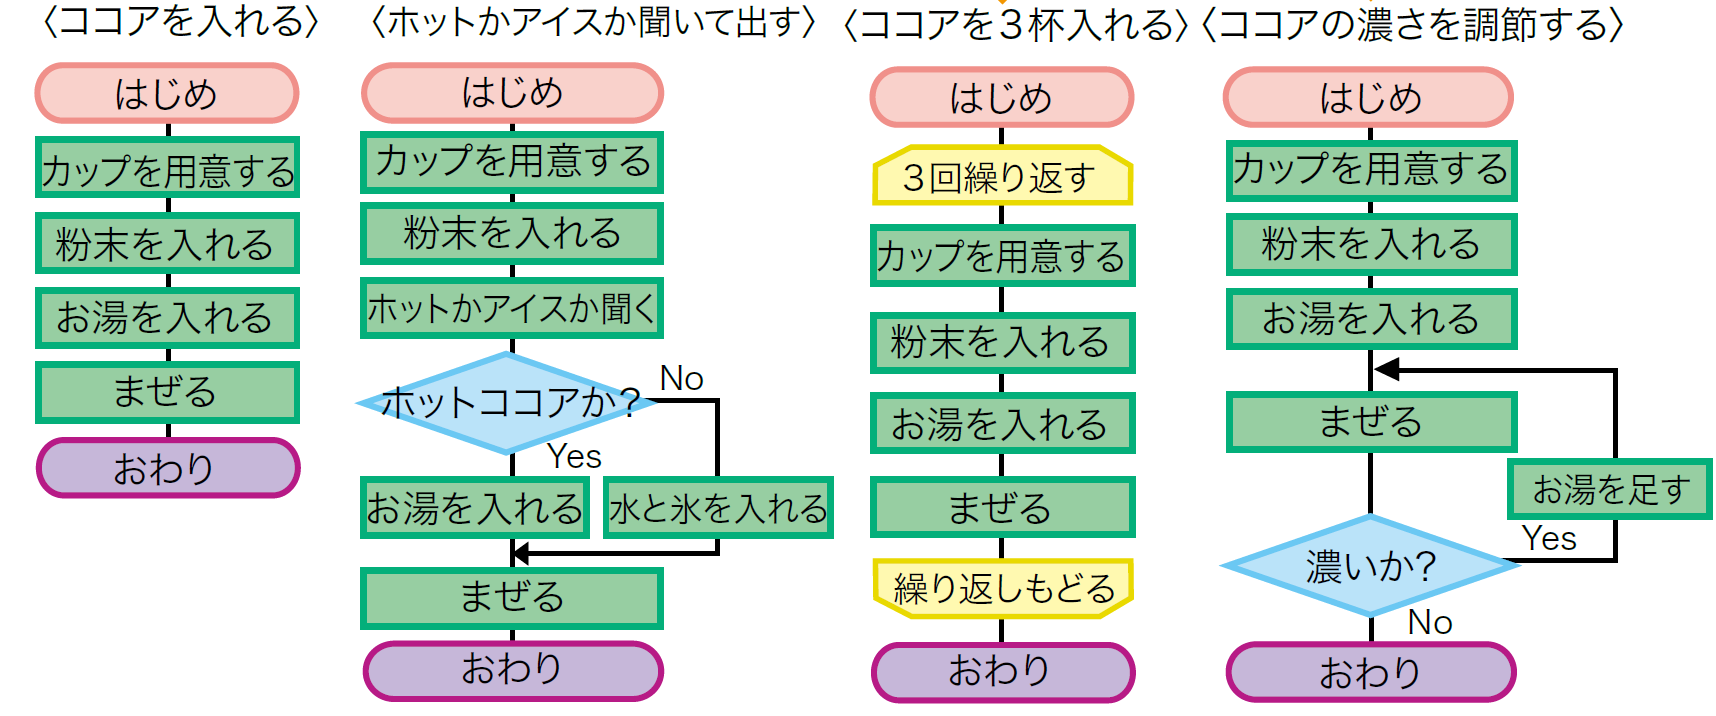 〈ココアを入れる〉
はじめ
カップを用意する
粉末を入れる
お湯を入れる
まぜる
おわり
〈ホットかアイスか聞いて出す〉
はじめ
カップを用意する
粉末を入れる
ホットかアイスか聞く
ホットココアか?
No
Yes
お湯を入れる
水と氷を入れる
まぜる
おわり
〈ココアを３杯入れる〉
はじめ
３回繰り返す
カップを用意する
粉末を入れる
お湯を入れる
まぜる
繰り返しもどる
おわり
〈ココアの濃さを調節する〉
はじめ
カップを用意する
粉末を入れる
お湯を入れる
まぜる
お湯を足す
Yes
濃いか?
No
おわり